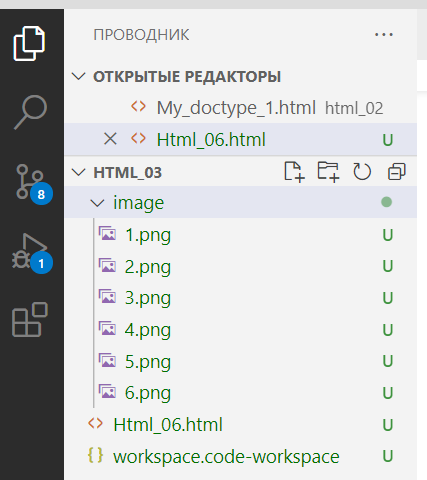 ПРОВОДНИК ...
ОТКРЫТЫЕ РЕДАКТОРЫ
My_doctype_1.html html_02
Html_06.html U
HTML_03
8
image
1.png U
1
2.png U
3.png U
4.png U
5.png U
6.png U
Html_06.html U
{} workspace.code-workspace U